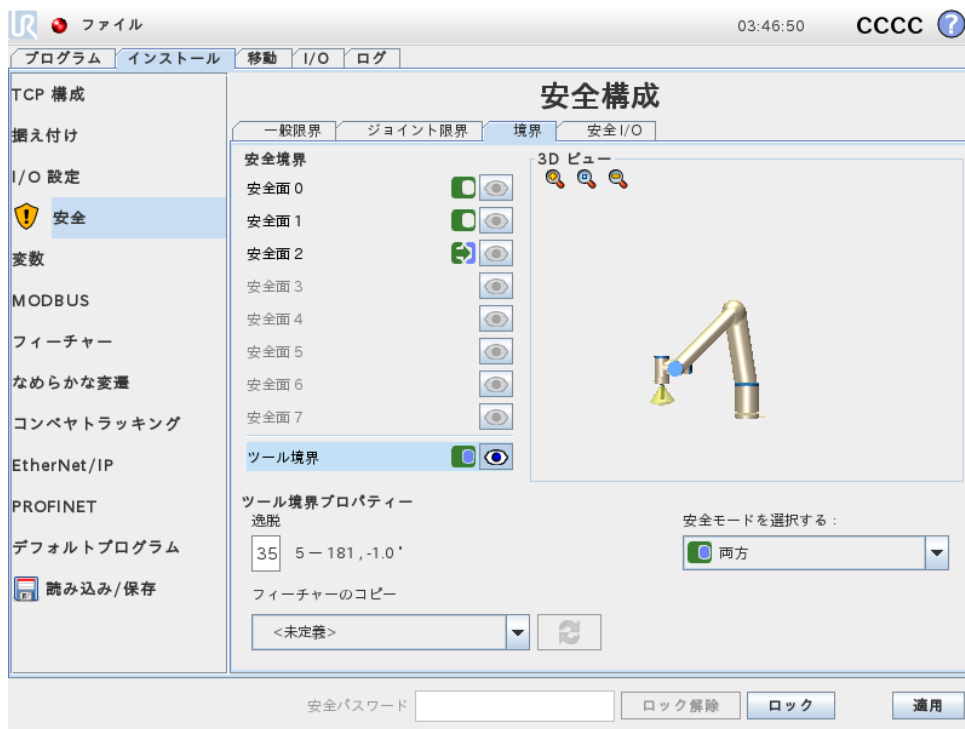 UR ファイル 03:46:50 CCCC ?
プログラム インストール 移動 I/O ログ
TCP 構成
据え付け
I/O 設定
安全
変数
MODBUS
フィーチャー
なめらかな変遷
コンベヤトラッキング
EtherNet/IP
PROFINET
デフォルトプログラム
読み込み/保存
安全構成
一般限界 ジョイント限界 境界 安全 I/O
安全境界
安全面 0
安全面 1
安全面 2
安全面 3
安全面 4
安全面 5
安全面 6
安全面 7
ツール境界
3D ビュー
ツール境界プロパティー
逸脱
35 5 － 181 , -1.0 °
フィーチャーのコピー
<未定義>
安全モードを選択する :
両方
安全パスワード ロック解除 ロック 適用